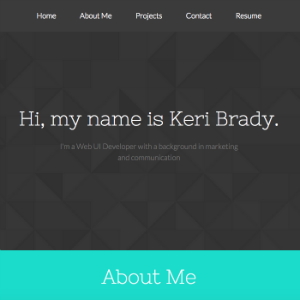 Home About Me Projects Contact Resume
Hi, my name is Keri Brady.
I'm a Web UI Developer with a background in marketing
and communication
About Me